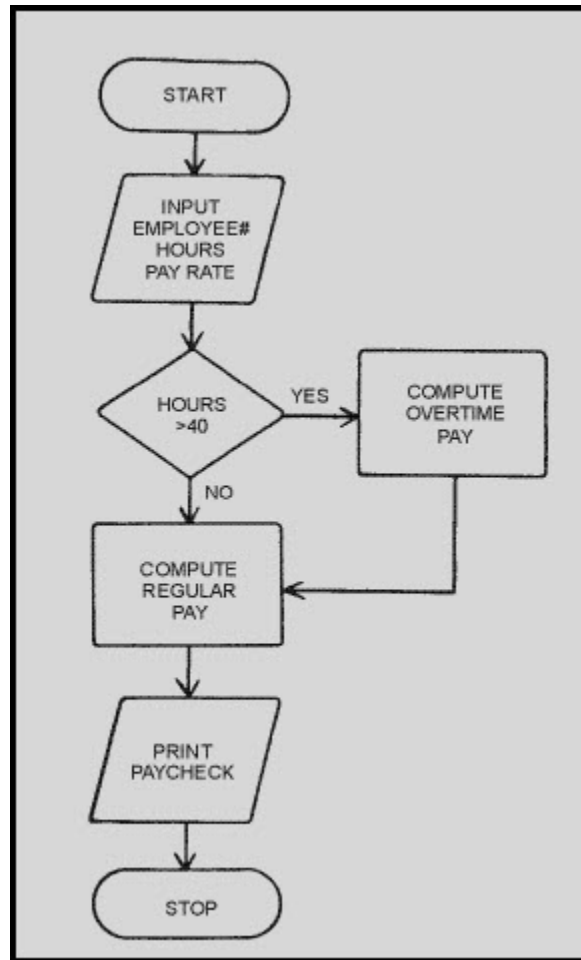 START
INPUT
EMPLOYEE#
HOURS
PAY RATE
HOURS
>40
YES
COMPUTE
OVERTIME
PAY
NO
COMPUTE
REGULAR
PAY
PRINT
PAYCHECK
STOP